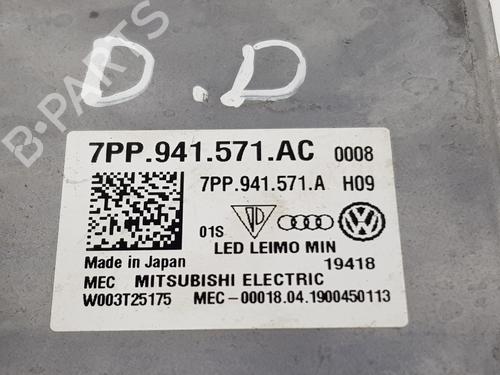 D.D
B-PARTS
7PP.941.571.AC 0008
7PP.941.571.A H09
01S
LED LEIMO MIN
Made in Japan 19418
MEC MITSUBISHI ELECTRIC
W003T25175 MEC-00018.04.1900450113